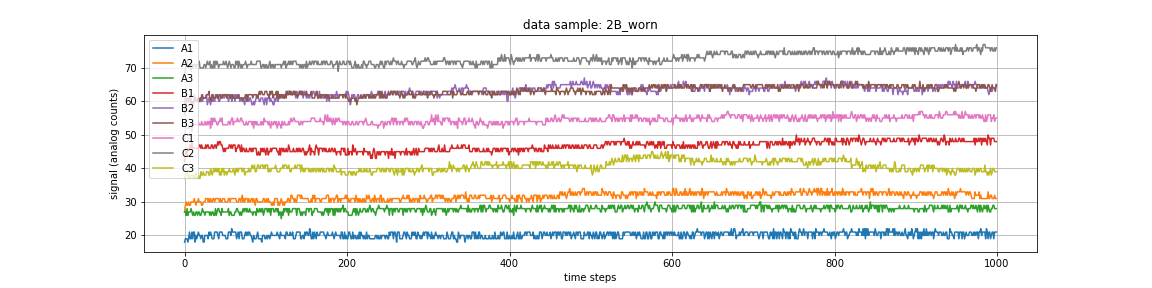 data sample: 2B_worn
signal (analog counts)
70
60
50
40
30
20
A1
A2
A3
B1
B2
B3
C1
C2
C3
0
200
400
600
800
1000
time steps